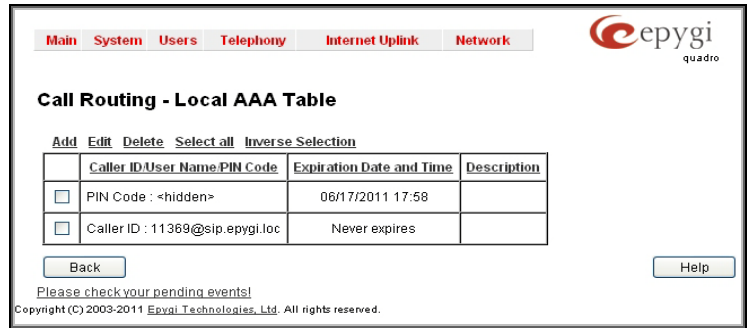 Main System Users Telephony Internet Uplink Network
epygi
quadro
Call Routing - Local AAA Table
Add Edit Delete Select all Inverse Selection
Caller ID/User Name/PIN Code Expiration Date and Time Description
PIN Code : <hidden> 06/17/2011 17:58
Caller ID : 11369@sip.epygi.loc Never expires
Back Help
Please check your pending events!
Copyright (C) 2003-2011 Epygi Technologies, Ltd. All rights reserved.